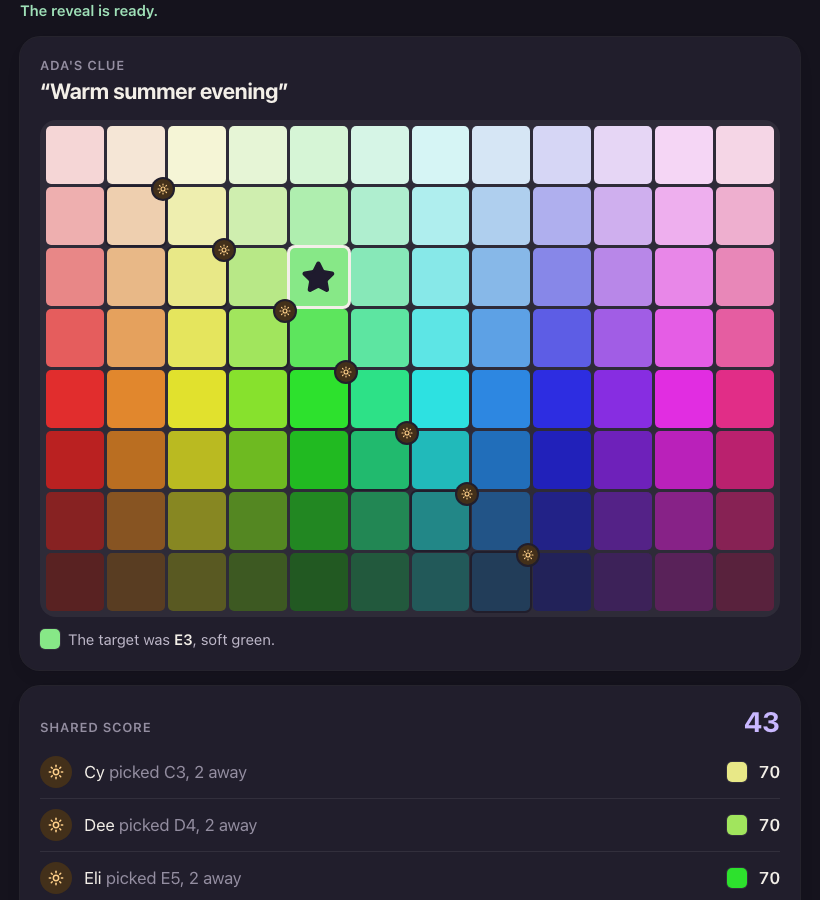 The reveal is ready.
ADA'S CLUE
“Warm summer evening”
The target was E3, soft green.
SHARED SCORE
43
Cy picked C3, 2 away
70
Dee picked D4, 2 away
70
Eli picked E5, 2 away
70